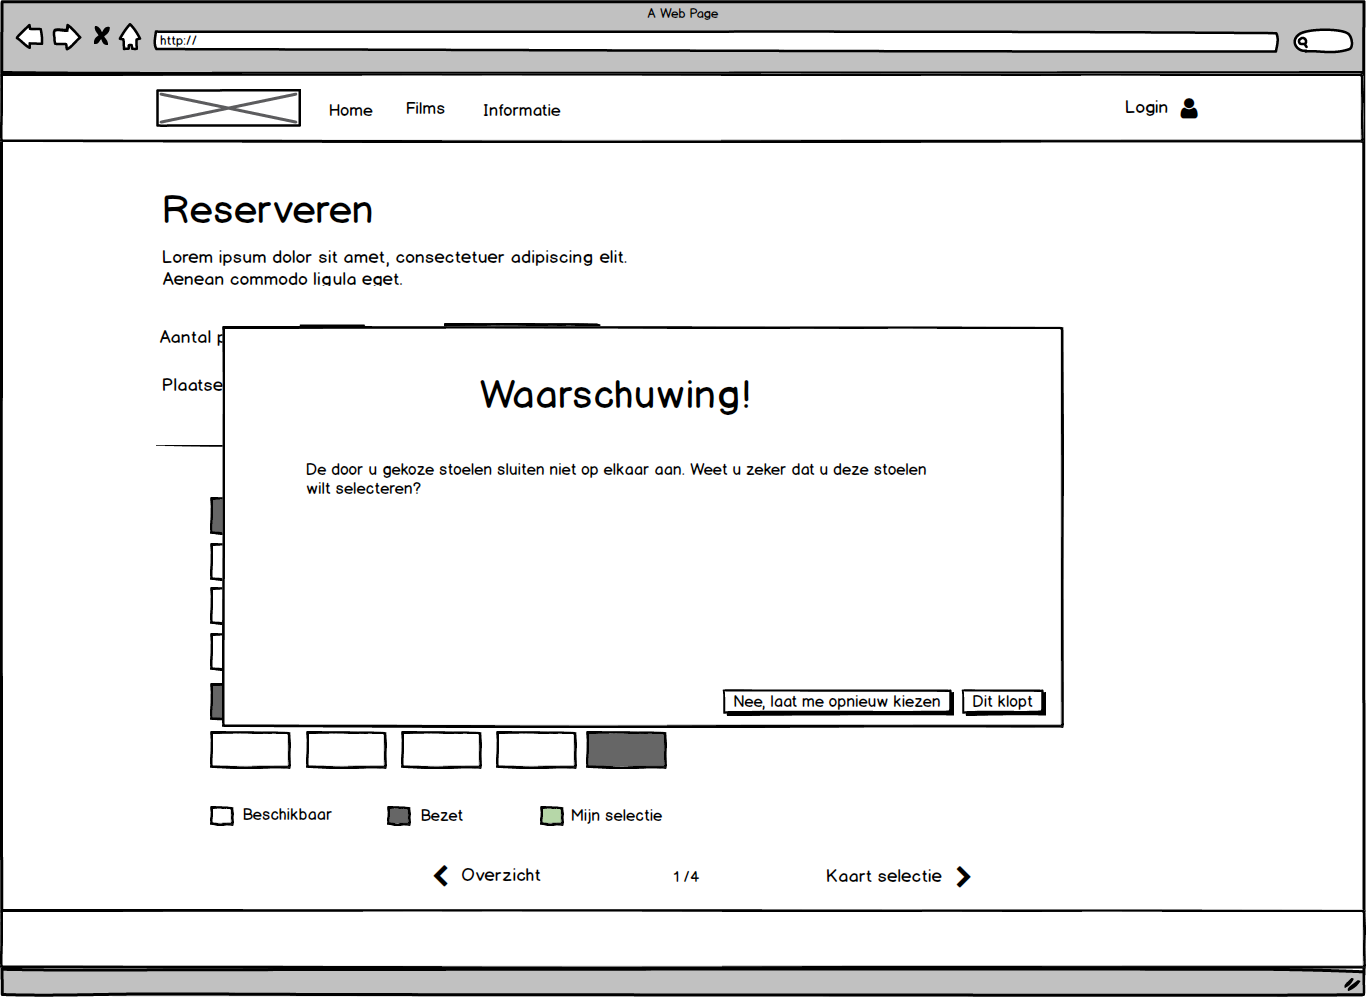 A Web Page
http://
Home
Films
Informatie
Login
Reserveren
Lorem ipsum dolor sit amet, consectetuer adipiscing elit.
Aenean commodo ligula eget.
Aantal p
Plaatse
Waarschuwing!
De door u gekoze stoelen sluiten niet op elkaar aan. Weet u zeker dat u deze stoelen
wilt selecteren?
Nee, laat me opnieuw kiezen
Dit klopt
Beschikbaar
Bezet
Mijn selectie
Overzicht
1/4
Kaart selectie